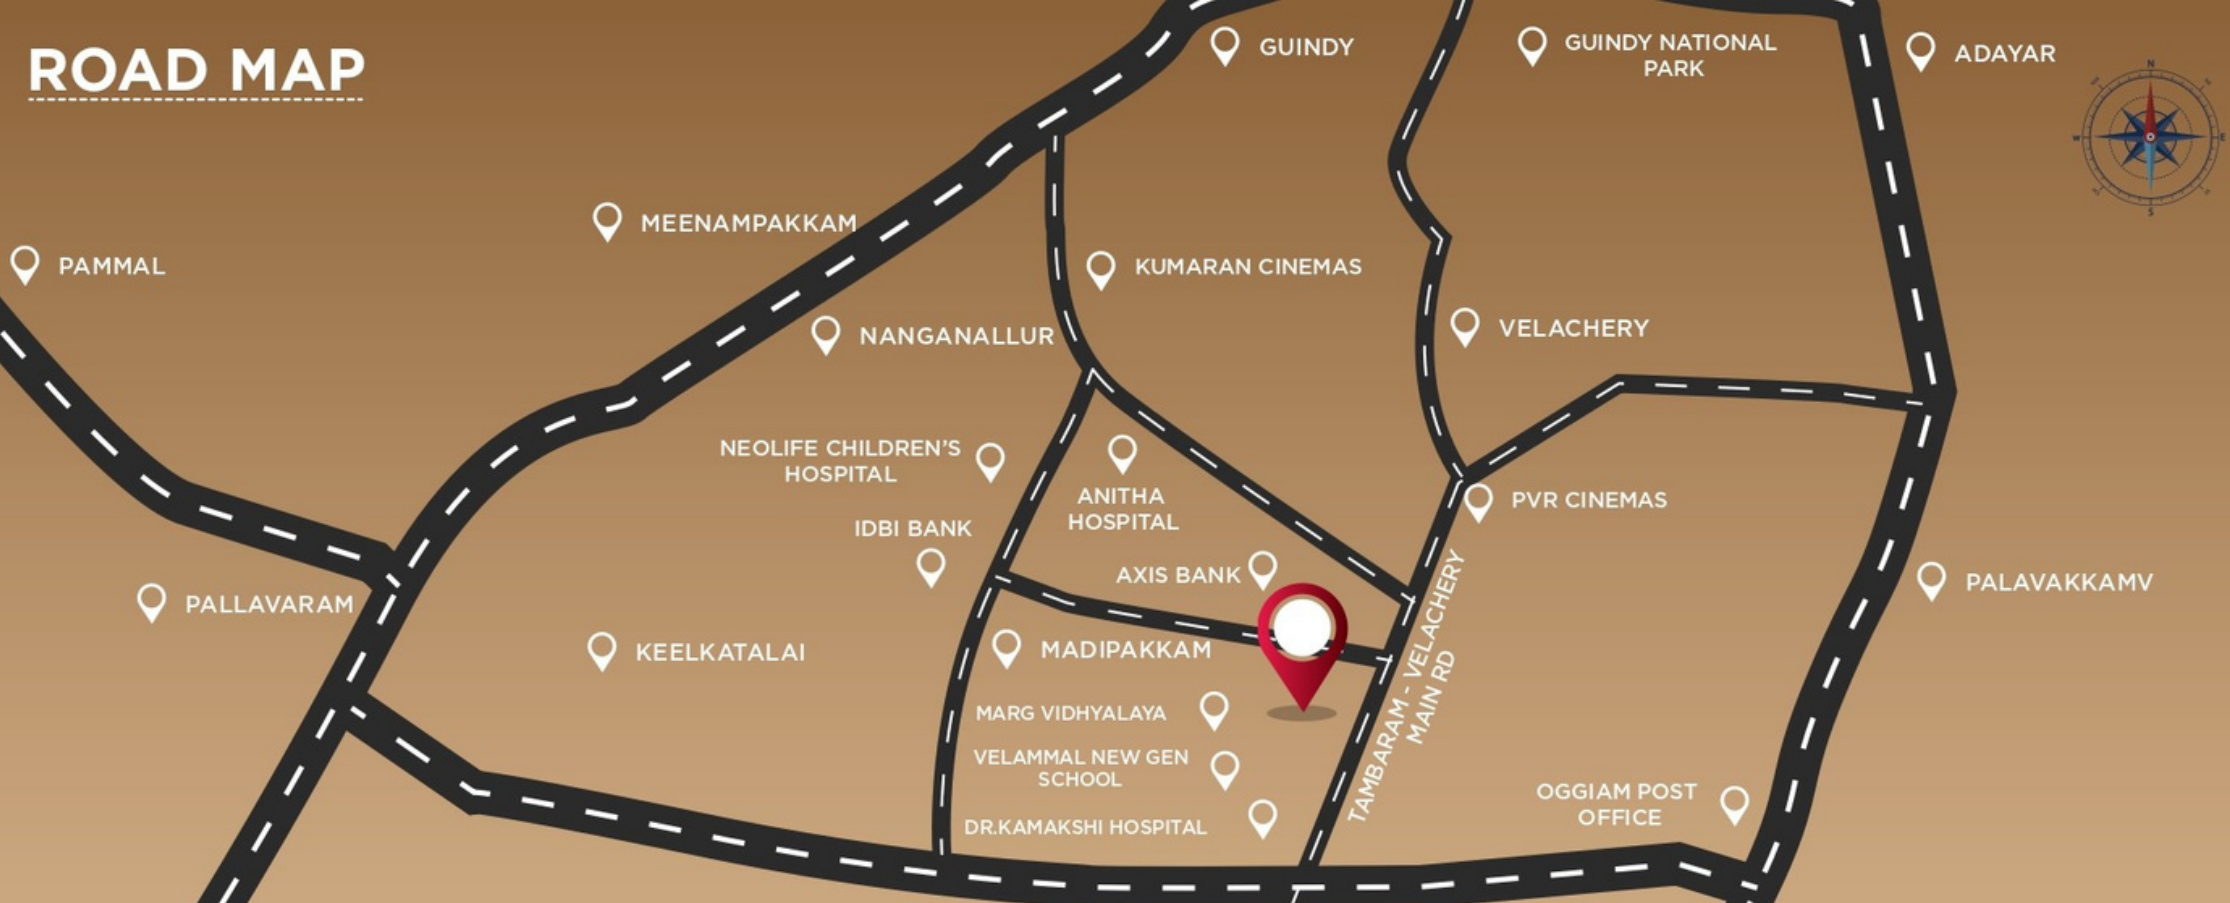 ROAD MAP
GUINDY
GUINDY NATIONAL
PARK
ADAYAR
N
MEENAMPAKKAM
PAMMAL
KUMARAN CINEMAS
E
S
NANGANALLUR
VELACHERY
NEOLIFE CHILDREN'S
HOSPITAL
ANITHA
HOSPITAL
PVR CINEMAS
IDBI BANK
AXIS BANK
PALAVAKKAMV
PALLAVARAM
KEELKATALAI
MADIPAKKAM
TAMBARAM - VELACHERY
MAIN RD
MARG VIDHYALAYA
VELAMMAL NEW GEN
SCHOOL
OGGIAM POST
OFFICE
DR.KAMAKSHI HOSPITAL